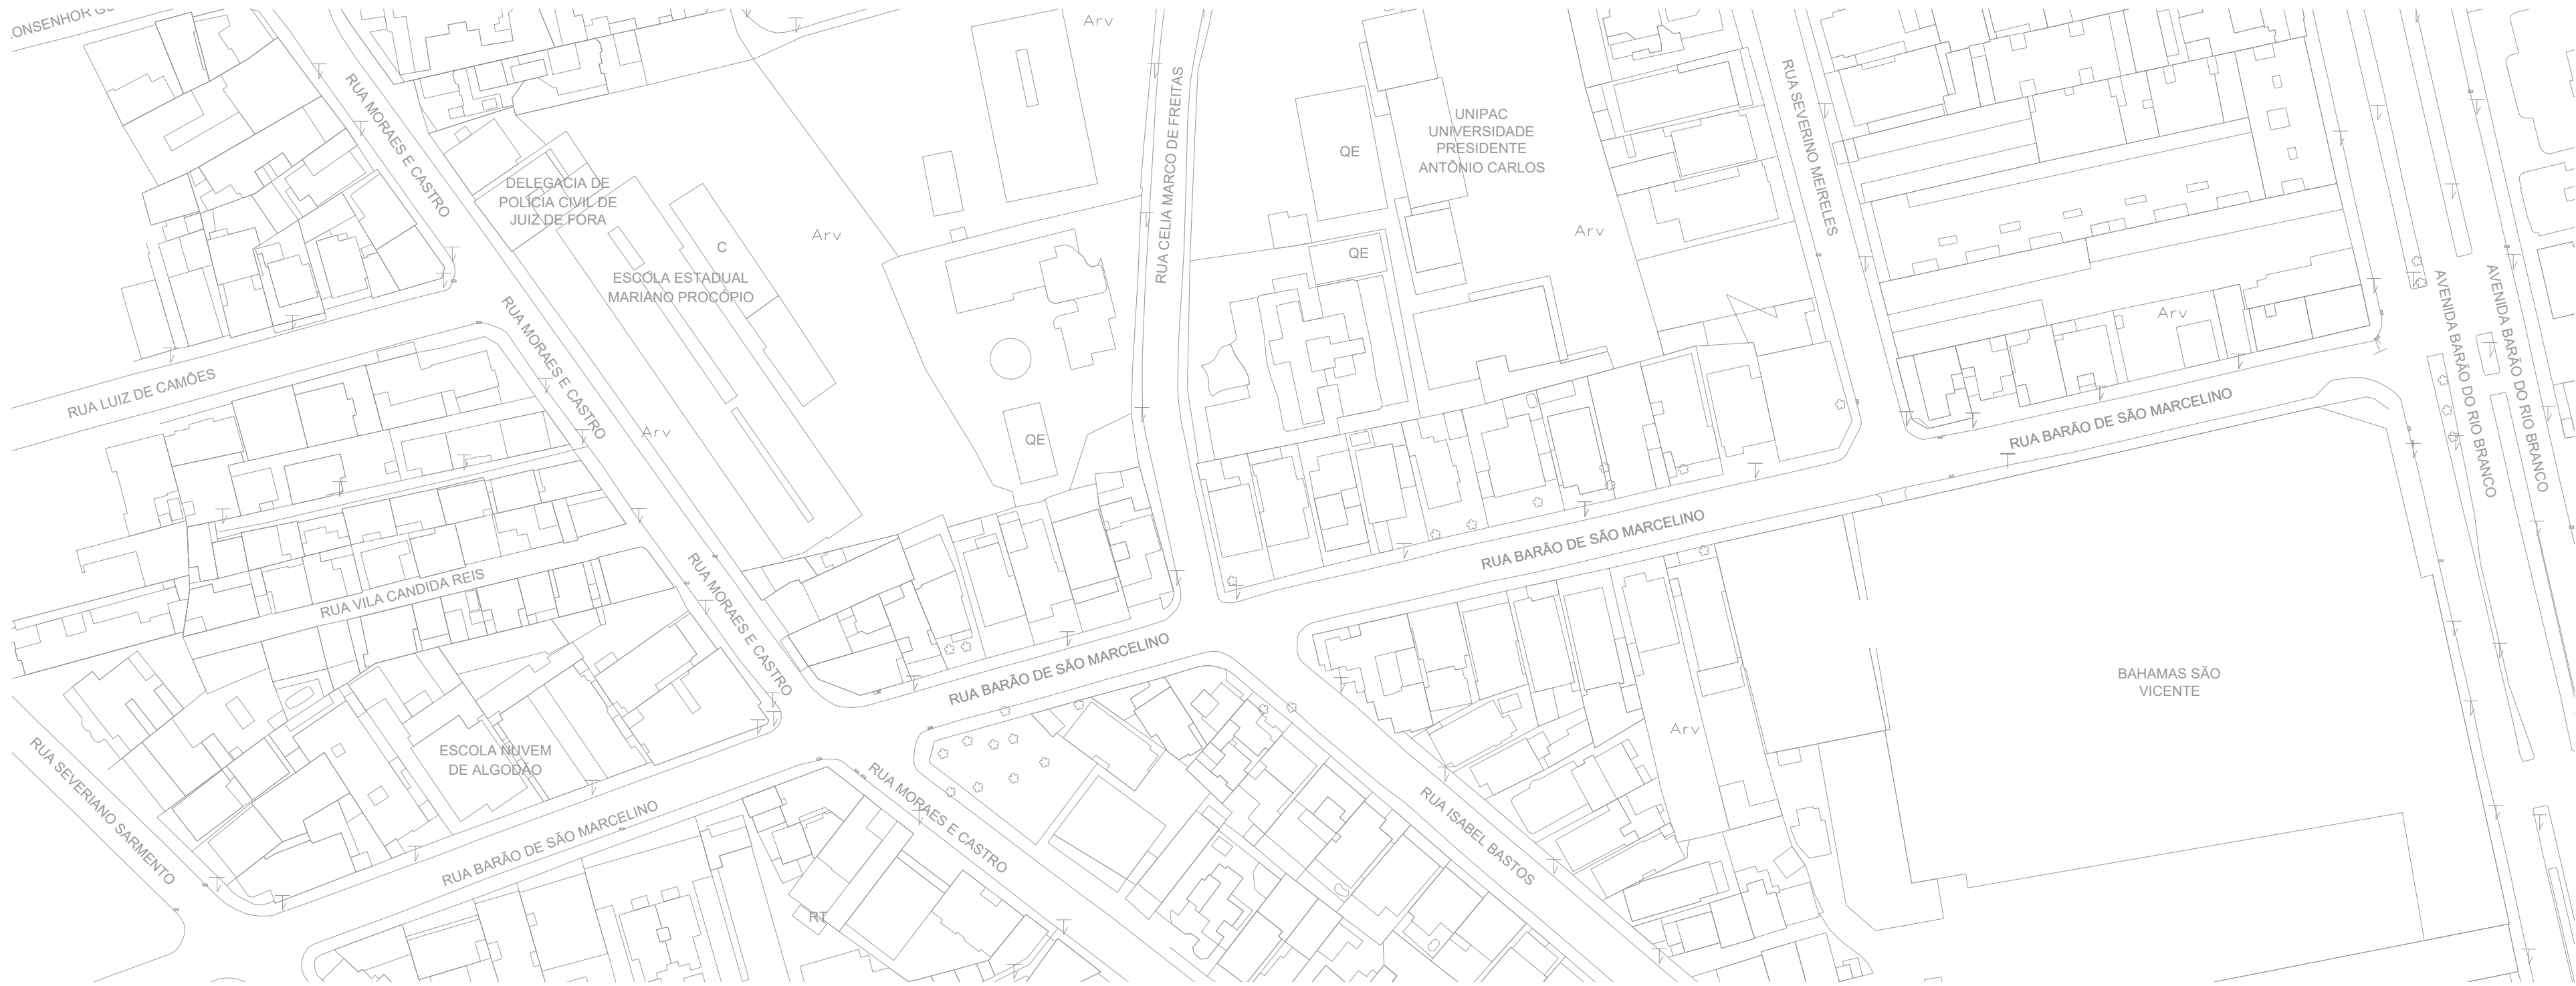 RUA MORAES E CASTRO
Arv
RUA CELIA MARCO DE FREITAS
UNIPAC
UNIVERSIDADE
PRESIDENTE
ANTÔNIO CARLOS
QE
RUA SEVERINO MEIRELES
DELEGACIA DE
POLÍCIA CIVIL DE
JUIZ DE FORA
C
Arv
Arv
QE
ESCOLA ESTADUAL
MARIANO PROCÓPIO
AVENIDA BARÃO DO RIO BRANCO
AVENIDA BARÃO DO RIO BRANCO
Arv
RUA MORAES E CASTRO
RUA LUIZ DE CAMÕES
Arv
QE
RUA BARÃO DE SÃO MARCELINO
RUA BARÃO DE SÃO MARCELINO
RUA VILA CANDIDA REIS
RUA MORAES E CASTRO
RUA BARÃO DE SÃO MARCELINO
BAHAMAS SÃO
VICENTE
Arv
RUA SEVERIANO SARMENTO
ESCOLA NUVEM
DE ALGODÃO
RUA BARÃO DE SÃO MARCELINO
RUA MORAES E CASTRO
RUA ISABEL BASTOS
RT